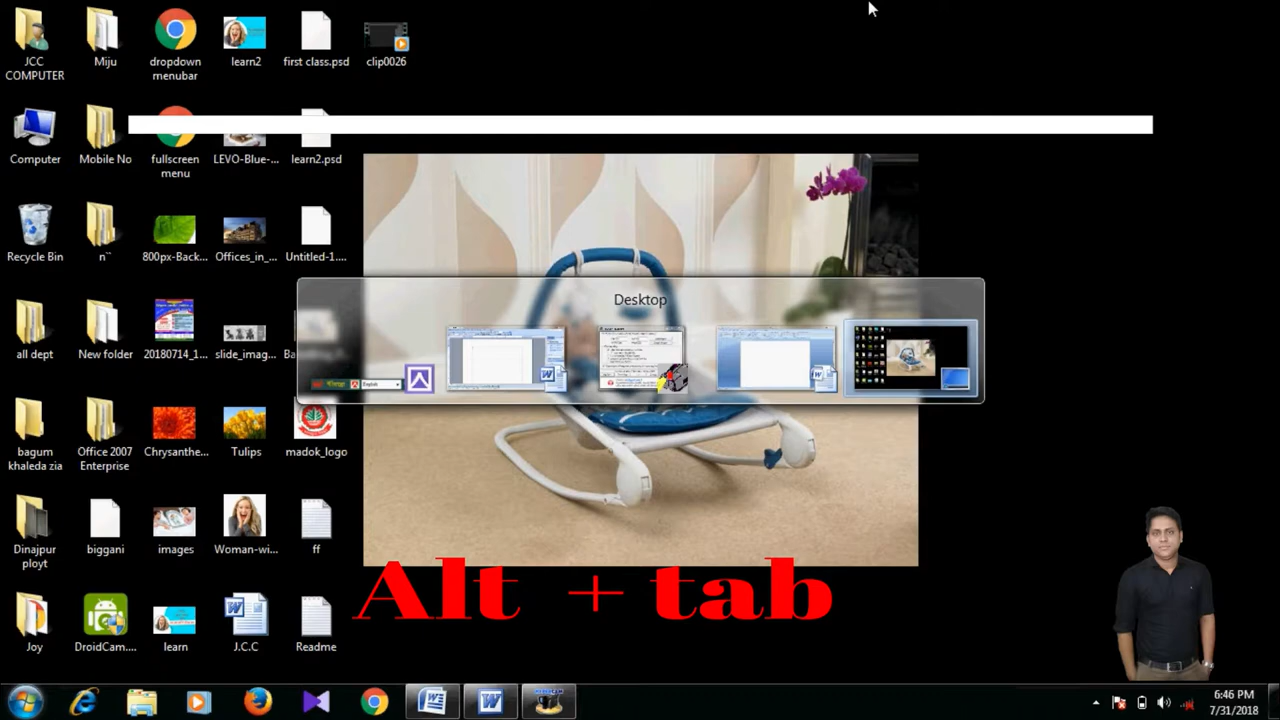 JCC COMPUTER
Miju
dropdown menubar
learn2
first class.psd
clip0026
Computer
Mobile No
fullscreen menu
LEVO-Blue-...
learn2.psd
Recycle Bin
n``
800px-Back...
Offices_in_...
Untitled-1....
Desktop
all dept
New folder
20180714_1...
slide_imag...
English
bagum khaleda zia
Office 2007 Enterprise
Chrysanthe...
Tulips
madok_logo
Dinajpur ployt
biggani
images
Woman-wi...
ff
Alt + tab
Joy
DroidCam...
learn
J.C.C
Readme
6:46 PM
7/31/2018